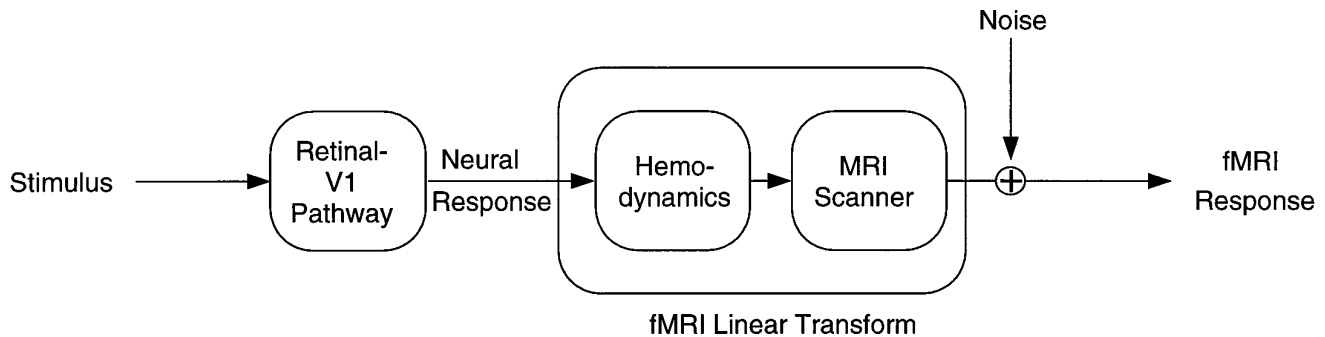 Noise
Stimulus
Retinal-
V1
Pathway
Neural
Response
Hemo-
dynamics
MRI
Scanner
+
fMRI
Response
fMRI Linear Transform